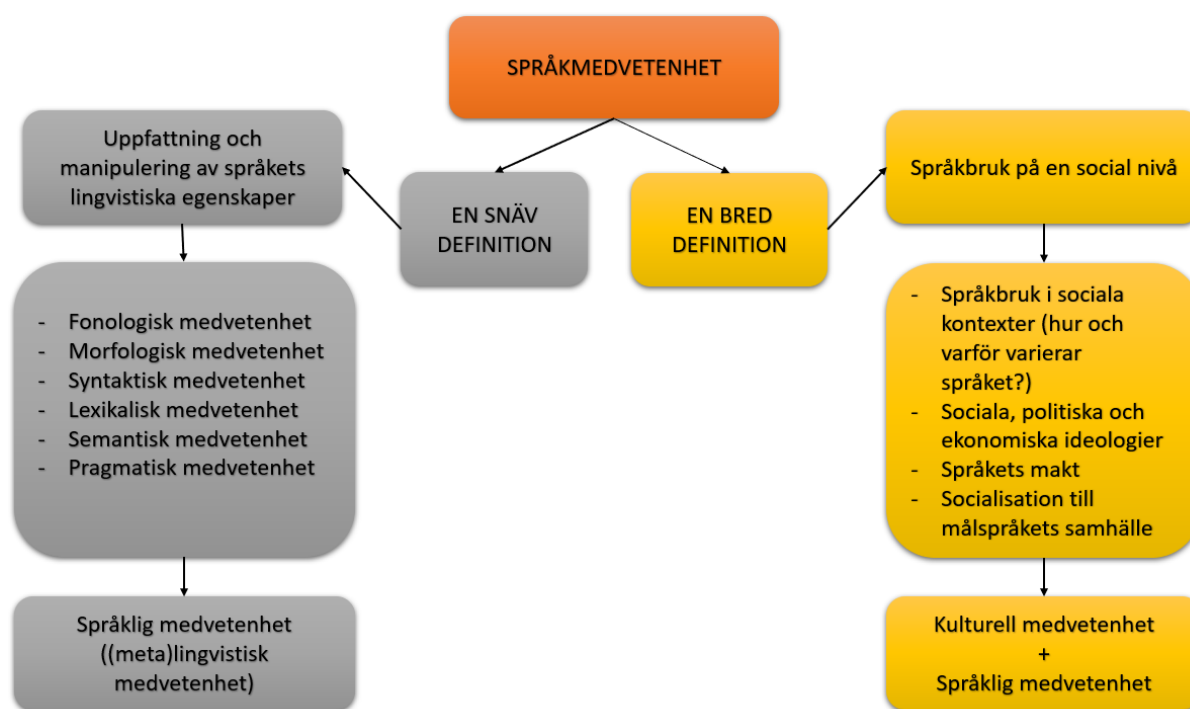 SPRÅKMEDVETENHET
Uppfattning och
manipulering av språkets
lingvistiska egenskaper
EN SNÄV
DEFINITION
EN BRED
DEFINITION
Språkbruk på en social nivå
- Fonologisk medvetenhet
- Morfologisk medvetenhet
- Syntaktisk medvetenhet
- Lexikalisk medvetenhet
- Semantisk medvetenhet
- Pragmatisk medvetenhet
- Språkbruk i sociala
kontexter (hur och
varför varierar
språket?)
- Sociala, politiska och
ekonomiska ideologier
- Språkets makt
- Socialisation till
målspråkets samhälle
Språklig medvetenhet
((meta)lingvistisk
medvetenhet)
Kulturell medvetenhet
+
Språklig medvetenhet